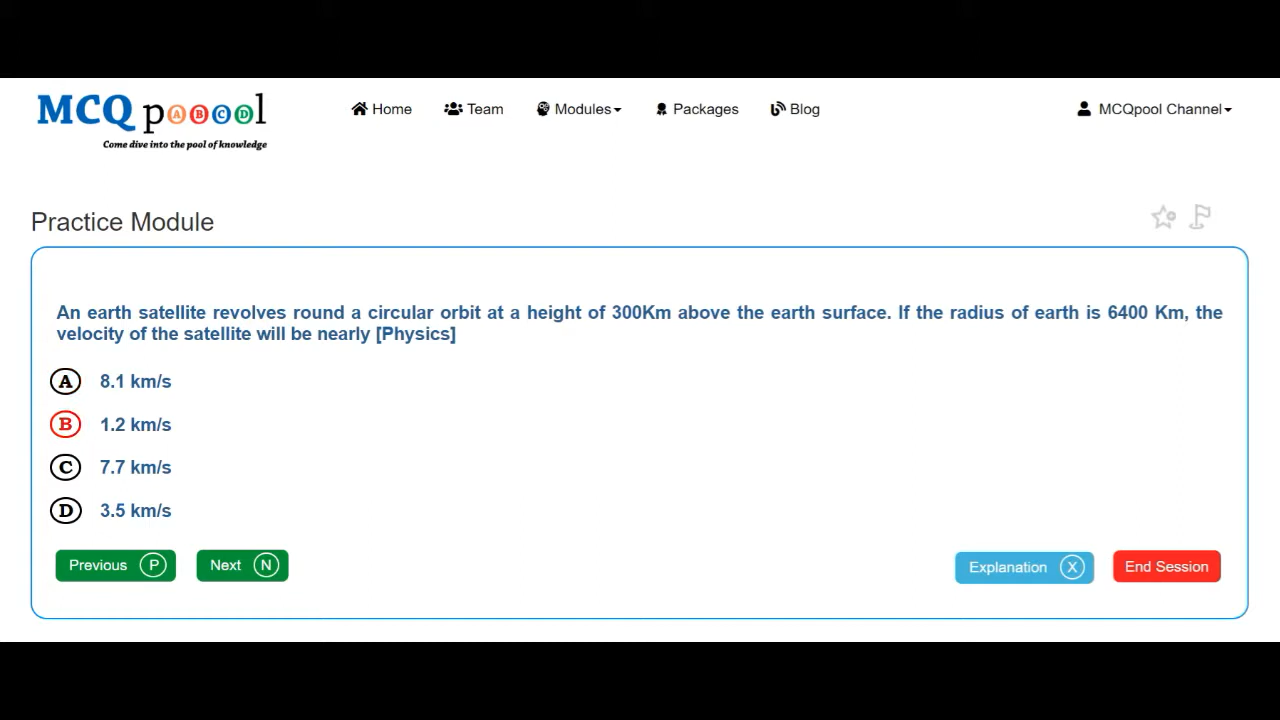 MCQ pABCDl
Come dive into the pool of knowledge
Home Team Modules Packages Blog MCQpool Channel
Practice Module
An earth satellite revolves round a circular orbit at a height of 300Km above the earth surface. If the radius of earth is 6400 Km, the
velocity of the satellite will be nearly [Physics]
A 8.1 km/s
B 1.2 km/s
C 7.7 km/s
D 3.5 km/s
Previous P Next N Explanation X End Session